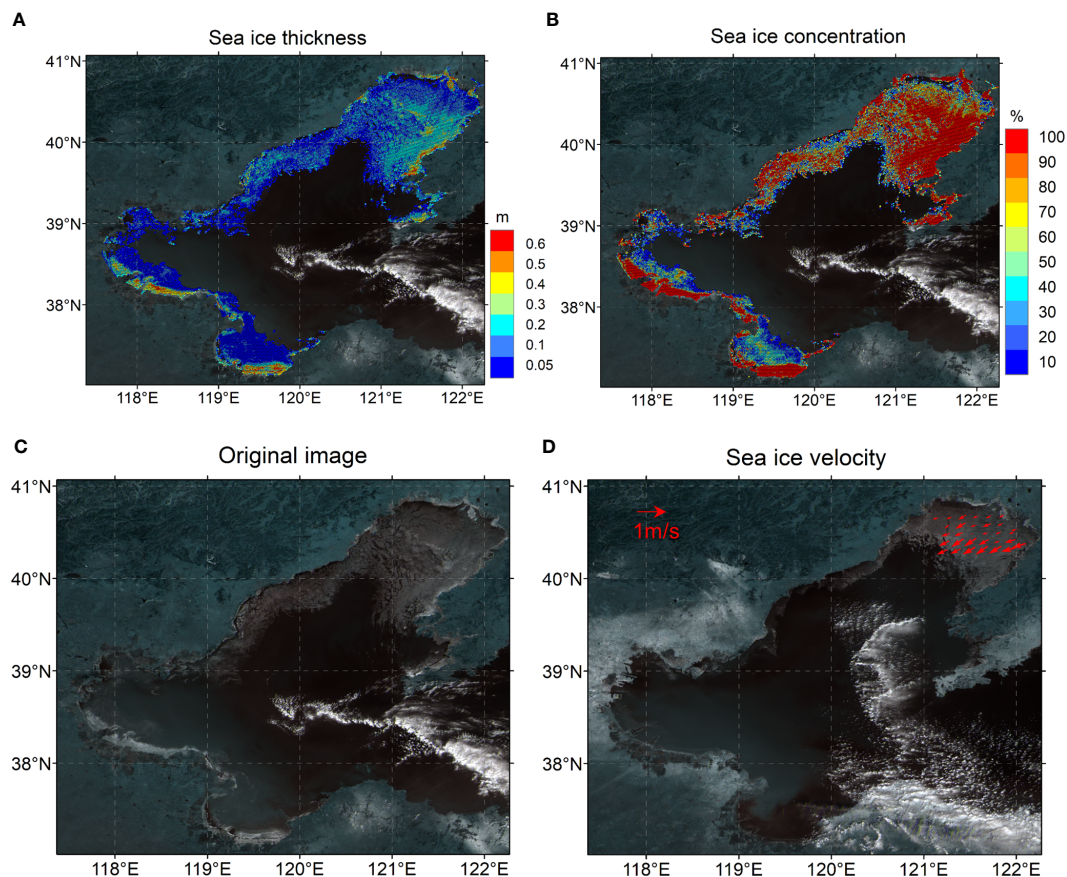 A
Sea ice thickness
41°N
40°N
39°N
38°N
118°E
119°E
120°E
121°E
122°E
m
0.6
0.5
0.4
0.3
0.2
0.1
0.05
B
Sea ice concentration
41°N
40°N
39°N
38°N
118°E
119°E
120°E
121°E
122°E
%
100
90
80
70
60
50
40
30
20
10
C
Original image
41°N
40°N
39°N
38°N
118°E
119°E
120°E
121°E
122°E
D
Sea ice velocity
41°N
40°N
39°N
38°N
1m/s
118°E
119°E
120°E
121°E
122°E